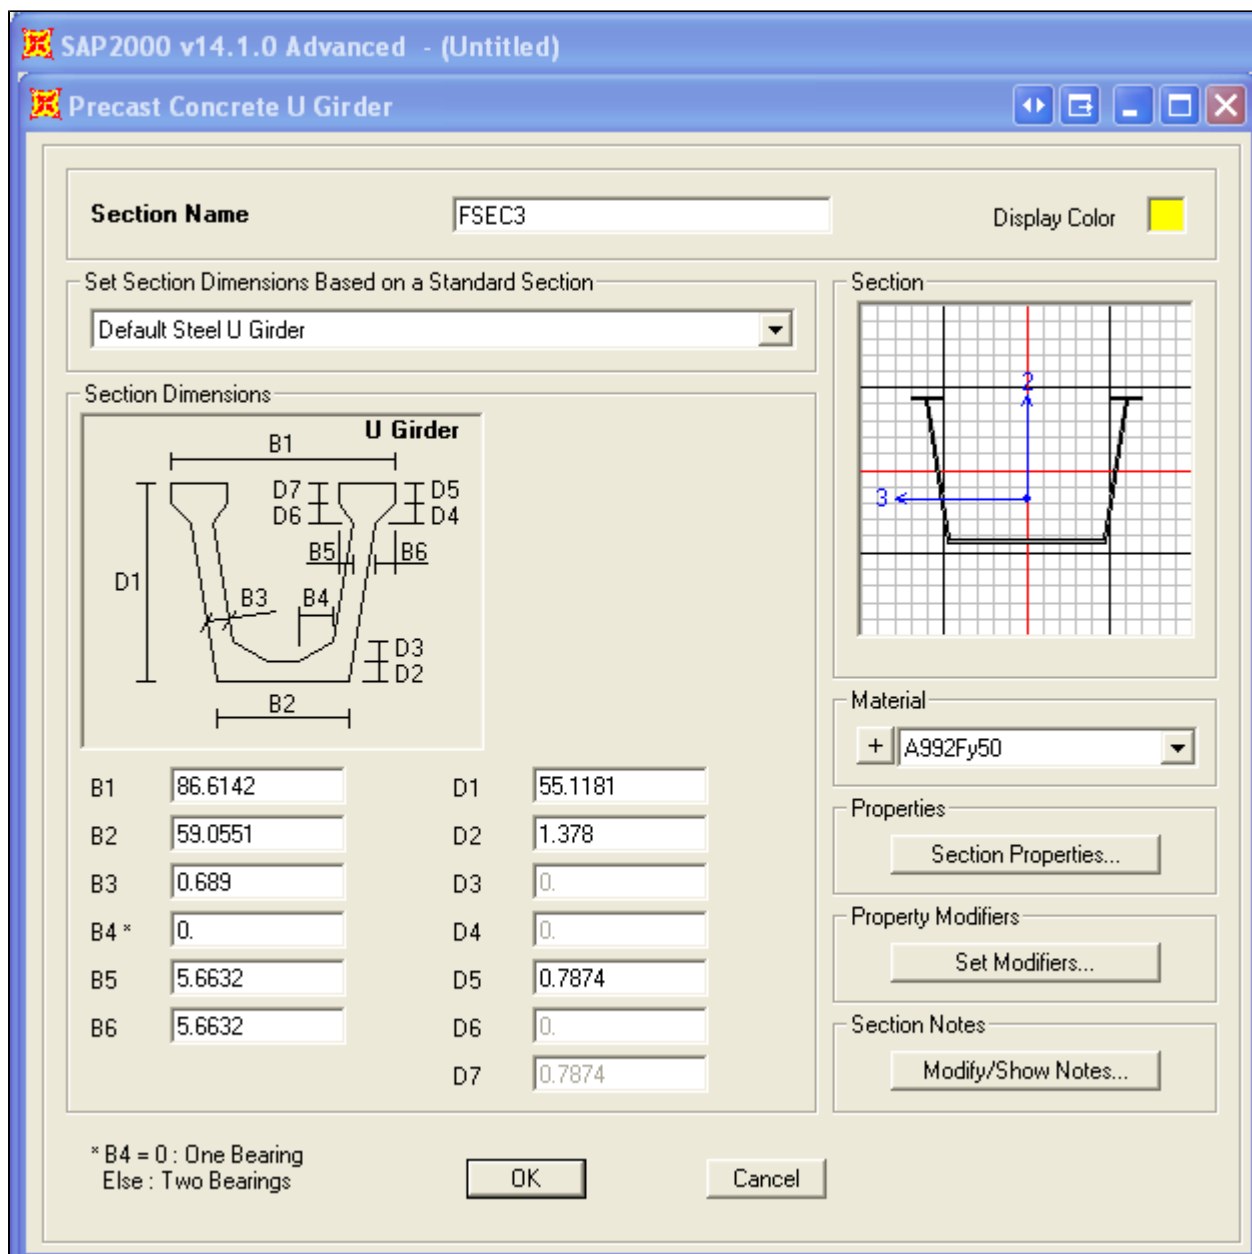 SAP2000 v14.1.0 Advanced - (Untitled)
Precast Concrete U Girder
Section Name
FSEC3
Display Color
Set Section Dimensions Based on a Standard Section
Default Steel U Girder
Section Dimensions
U Girder
B1
D7 D5
D6 D4
B5 B6
D1
B3 B4
D3
D2
B2
B1 86.6142 D1 55.1181
B2 59.0551 D2 1.378
B3 0.689 D3 0.
B4 * 0. D4 0.
B5 5.6632 D5 0.7874
B6 5.6632 D6 0.
D7 0.7874
Section
2
3
Material
+ A992Fy50
Properties
Section Properties...
Property Modifiers
Set Modifiers...
Section Notes
Modify/Show Notes...
* B4 = 0 : One Bearing
Else : Two Bearings
OK Cancel